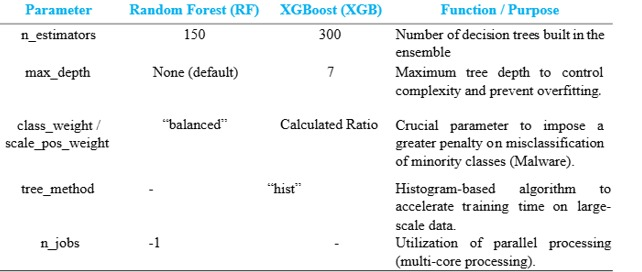 Parameter Random Forest (RF) XGBoost (XGB) Function / Purpose
n_estimators 150 300 Number of decision trees built in the
ensemble
max_depth None (default) 7 Maximum tree depth to control
complexity and prevent overfitting.
class_weight / “balanced” Calculated Ratio Crucial parameter to impose a
scale_pos_weight greater penalty on misclassification
of minority classes (Malware).
tree_method - “hist” Histogram-based algorithm to
accelerate training time on large-
scale data.
n_jobs -1 - Utilization of parallel processing
(multi-core processing).